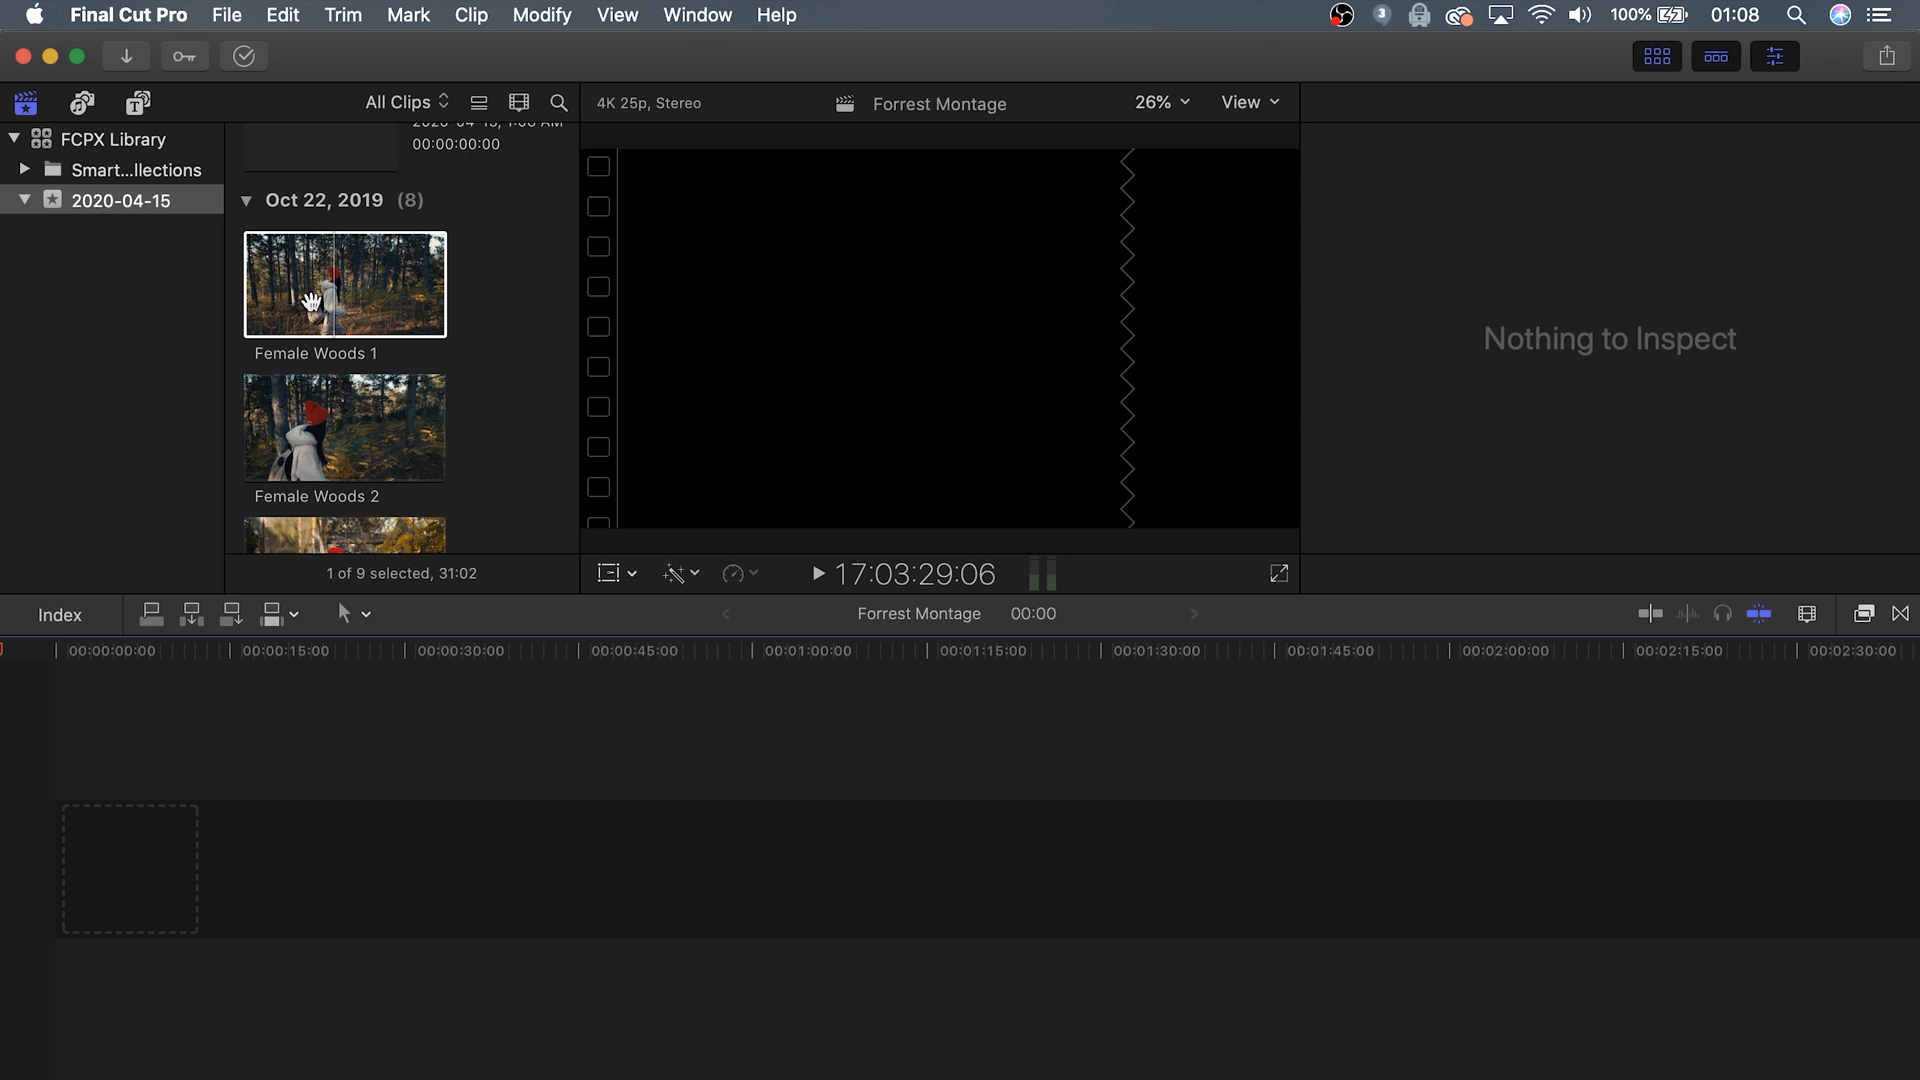 Final Cut Pro File Edit Trim Mark Clip Modify View Window Help 3 100% 01:08
All Clips 4K 25p, Stereo Forrest Montage 26% View
FCPX Library
Smart...llections
2020-04-15
00:00:00:00
Oct 22, 2019 (8)
Female Woods 1
Female Woods 2
1 of 9 selected, 31:02
17:03:29:06
Nothing to Inspect
Index Forrest Montage 00:00
00:00:00:00 00:00:15:00 00:00:30:00 00:00:45:00 00:01:00:00 00:01:15:00 00:01:30:00 00:01:45:00 00:02:00:00 00:02:15:00 00:02:30:00